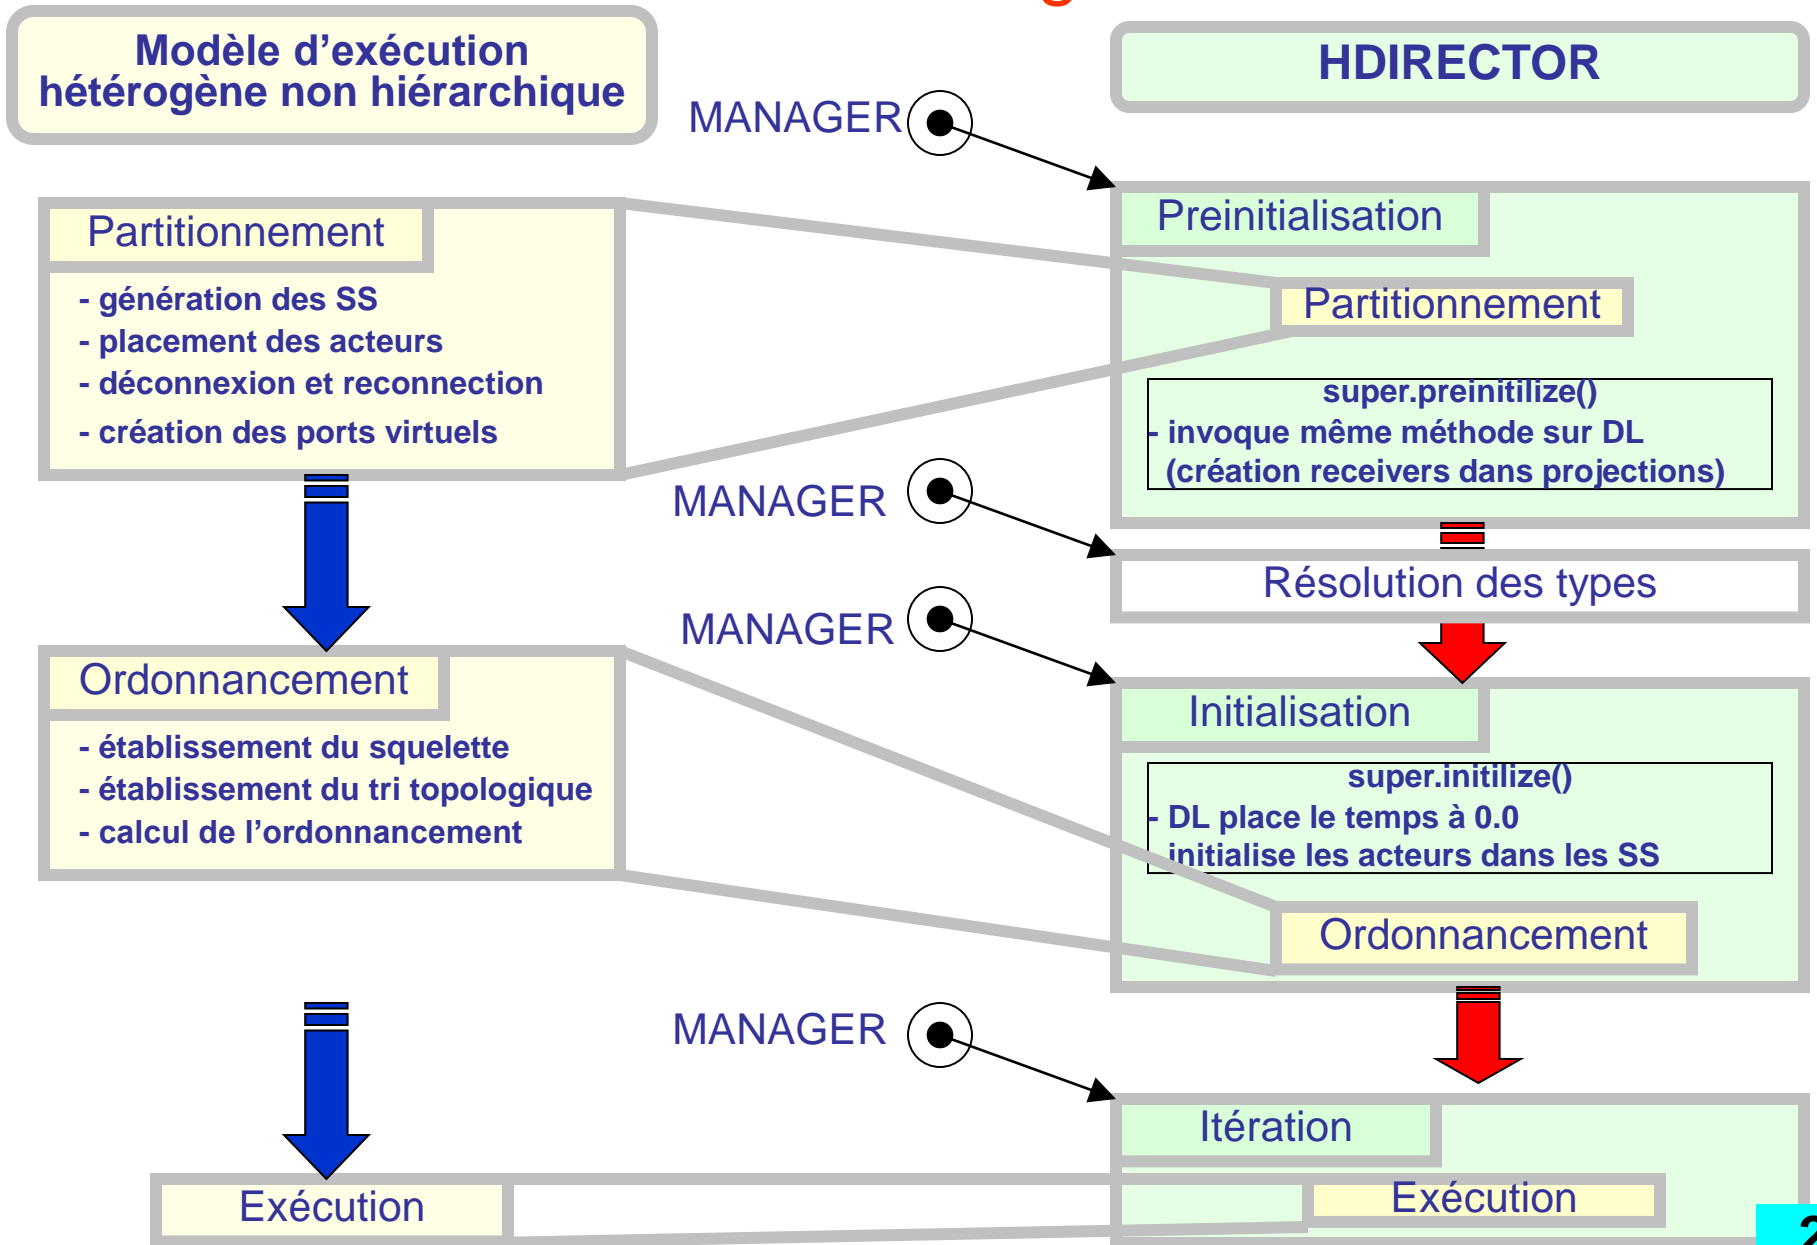 g
Modèle d’exécution
hétérogène non hiérarchique
HDIRECTOR
MANAGER
Partitionnement
- génération des SS
- placement des acteurs
- déconnexion et reconnection
- création des ports virtuels
Preinitialisation
Partitionnement
super.preinitilize()
- invoque même méthode sur DL
(création receivers dans projections)
MANAGER
Résolution des types
MANAGER
Ordonnancement
- établissement du squelette
- établissement du tri topologique
- calcul de l’ordonnancement
Initialisation
super.initilize()
- DL place le temps à 0.0
initialise les acteurs dans les SS
Ordonnancement
MANAGER
Itération
Exécution
Exécution
2